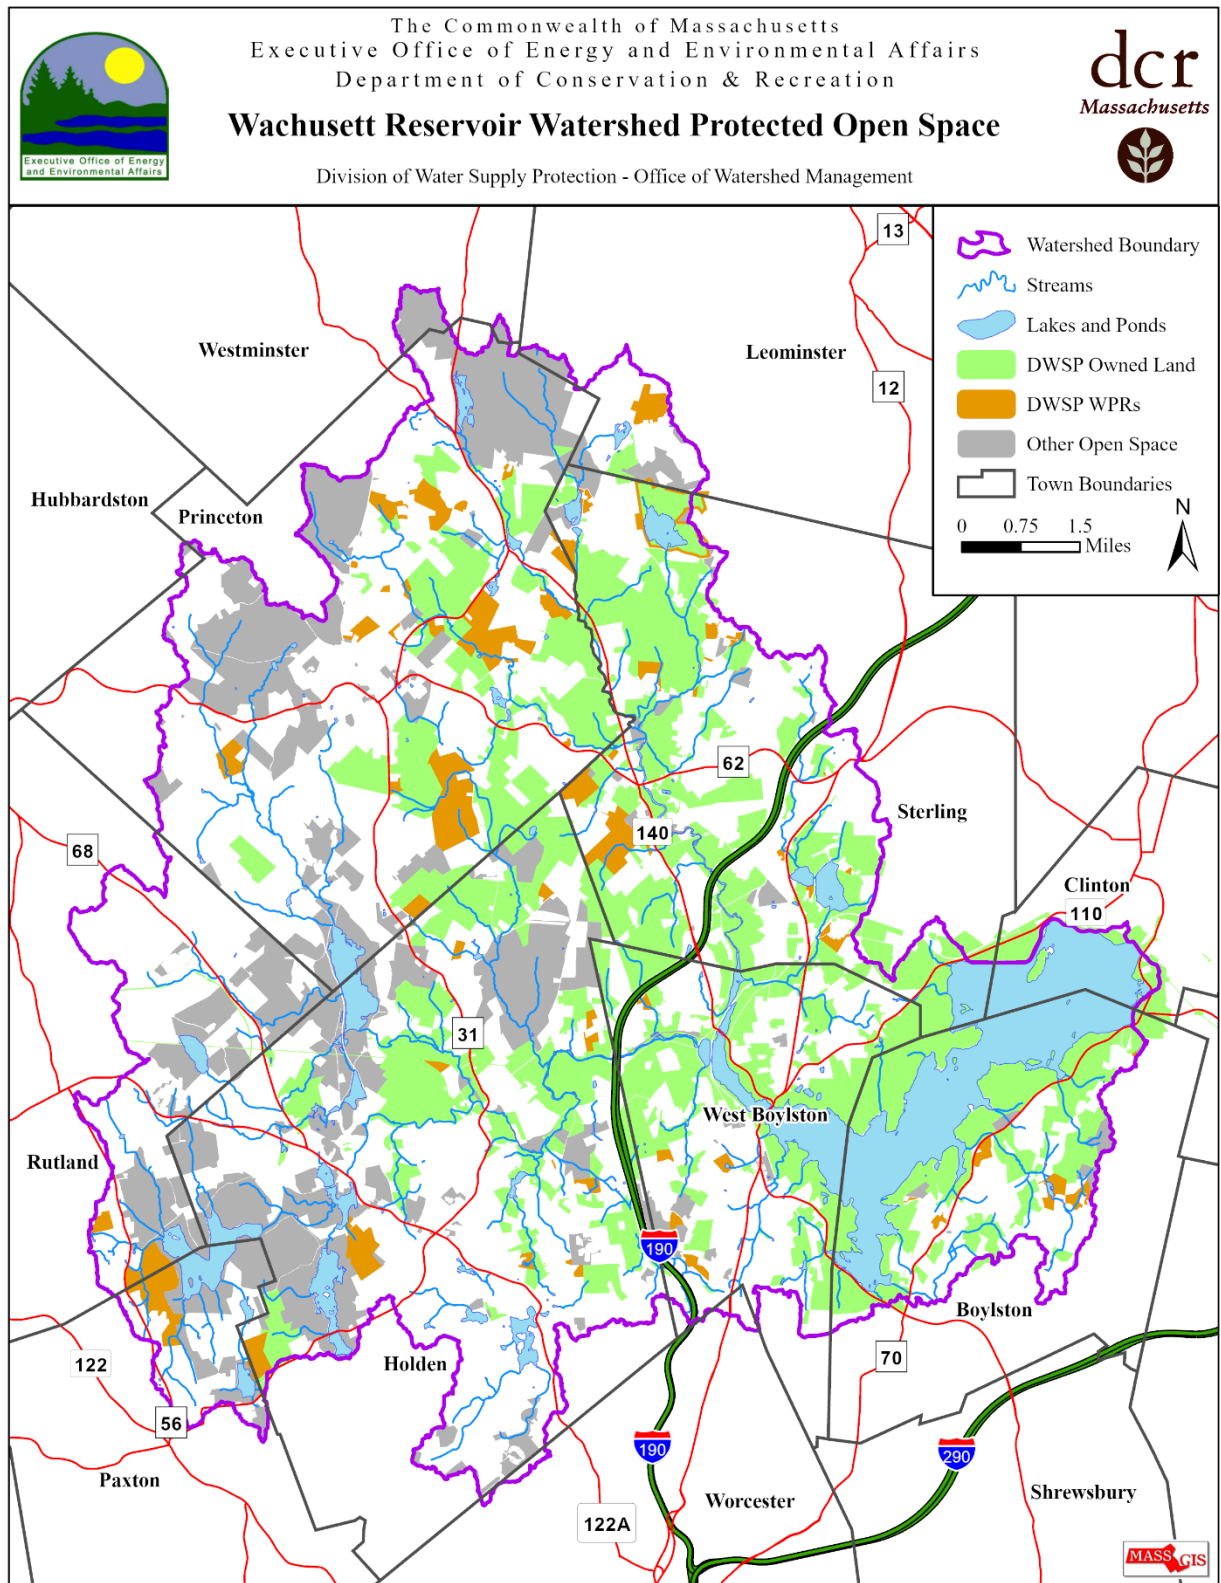 The Commonwealth of Massachusetts
Executive Office of Energy and Environmental Affairs
Department of Conservation & Recreation
Wachusett Reservoir Watershed Protected Open Space
Division of Water Supply Protection - Office of Watershed Management
Executive Office of Energy
and Environmental Affairs
dcr
Massachusetts
Watershed Boundary
Streams
Lakes and Ponds
DWSP Owned Land
DWSP WPRs
Other Open Space
Town Boundaries
N
0 0.75 1.5
Miles
13
Westminster
Leominster
12
Hubbardston
Princeton
62
Sterling
140
68
Clinton
110
31
West Boylston
Rutland
190
Boylston
122
Holden
70
56
190
290
Paxton
Worcester
Shrewsbury
122A
MASS GIS